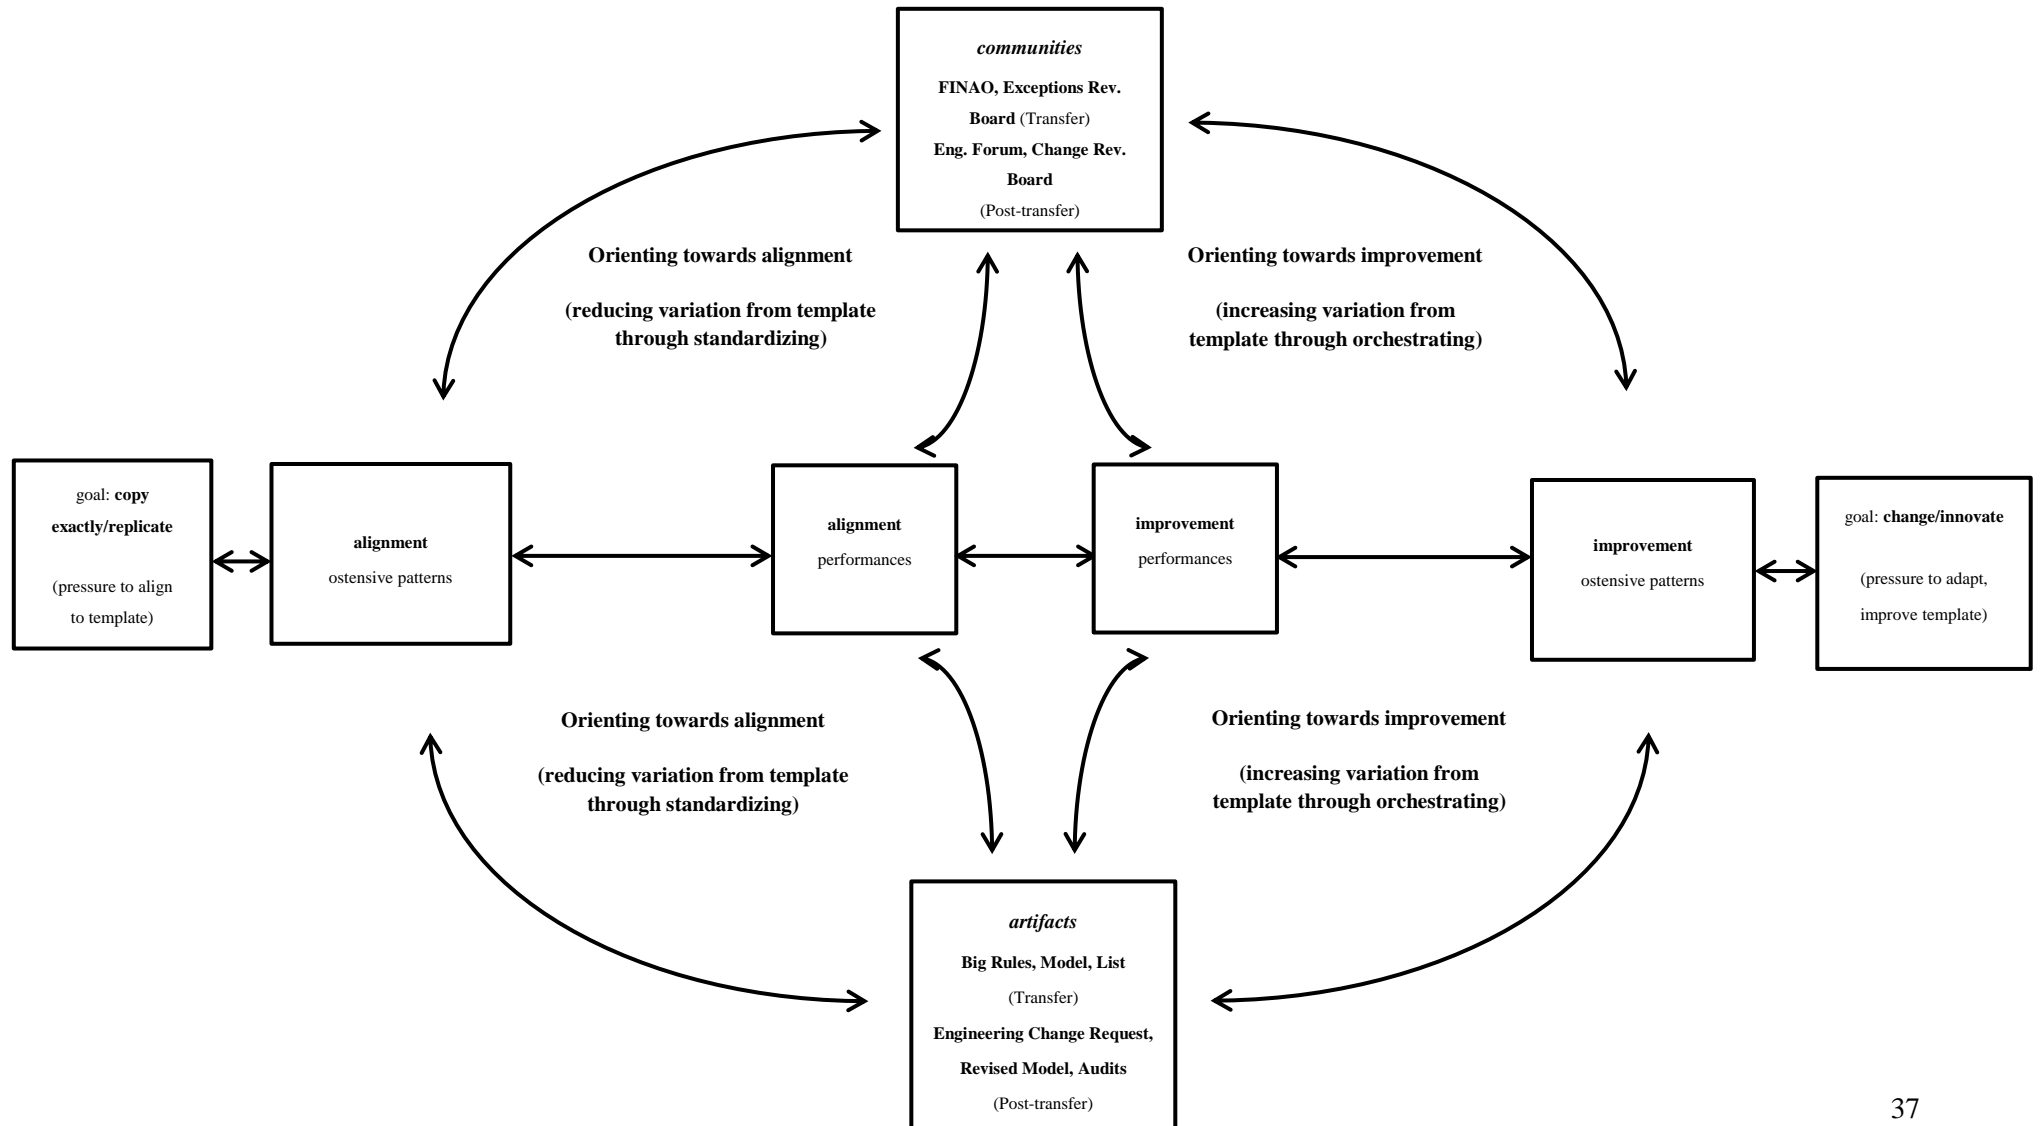 communities
FINAO, Exceptions Rev.
Board (Transfer)
Eng. Forum, Change Rev.
Board
(Post-transfer)
Orienting towards alignment
(reducing variation from template
through standardizing)
Orienting towards improvement
(increasing variation from
template through orchestrating)
goal: copy
exactly/replicate
(pressure to align
to template)
alignment
ostensive patterns
alignment
performances
improvement
performances
improvement
ostensive patterns
goal: change/innovate
(pressure to adapt,
improve template)
Orienting towards alignment
(reducing variation from template
through standardizing)
Orienting towards improvement
(increasing variation from
template through orchestrating)
artifacts
Big Rules, Model, List
(Transfer)
Engineering Change Request,
Revised Model, Audits
(Post-transfer)
37